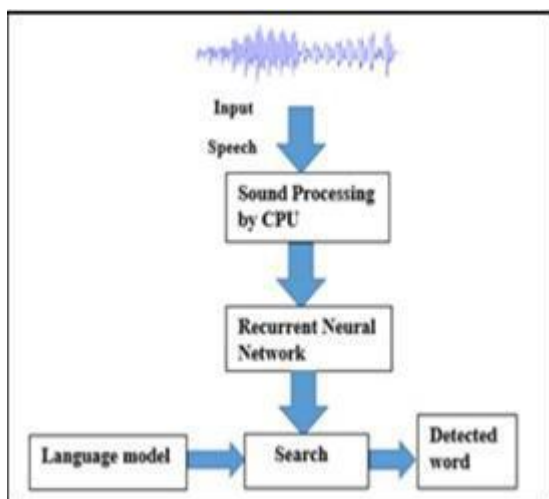 Input
Speech
Sound Processing
by CPU
Recurrent Neural
Network
Language model
Search
Detected
word